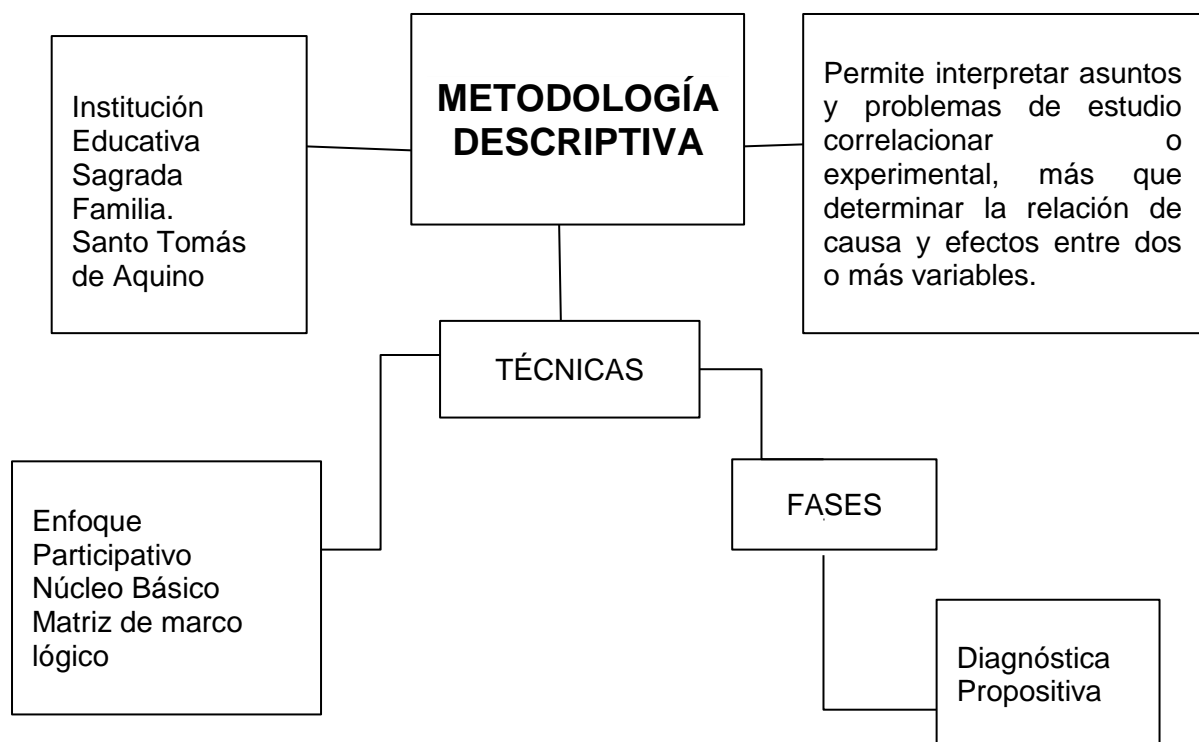 Institución
Educativa
Sagrada
Familia.
Santo Tomás
de Aquino
METODOLOGÍA
DESCRIPTIVA
Permite interpretar asuntos
y problemas de estudio
correlacionar o
experimental, más que
determinar la relación de
causa y efectos entre dos
o más variables.
TÉCNICAS
Enfoque
Participativo
Núcleo Básico
Matriz de marco
lógico
FASES
Diagnóstica
Propositiva